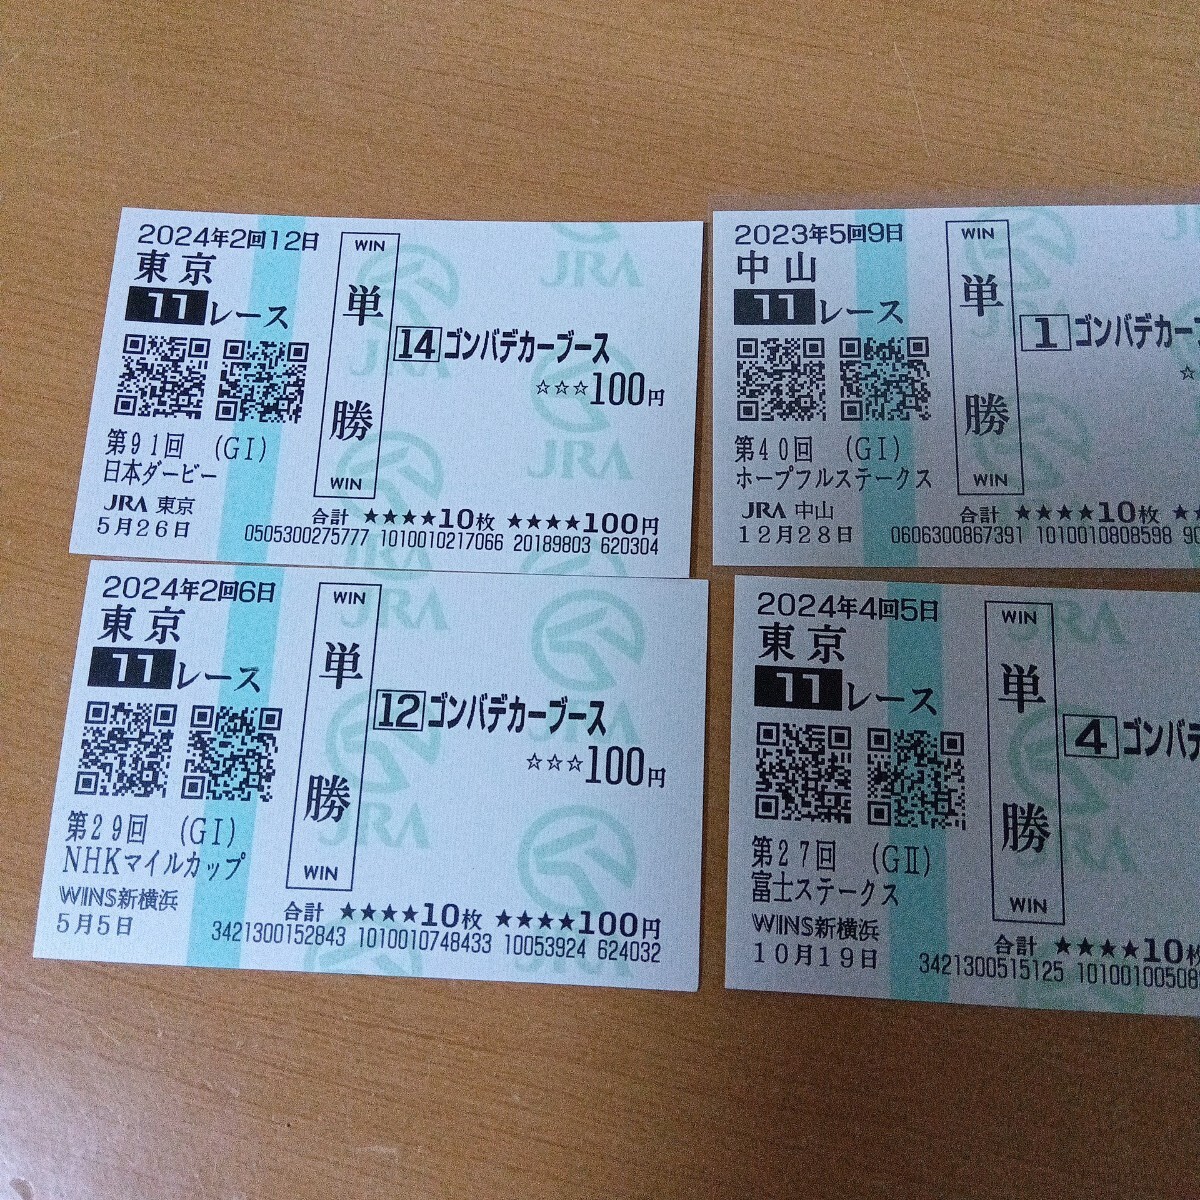 2024年2回12日
東京
11レース
第91回 (GI)
日本ダービー
JRA 東京
5月26日
WIN
単
勝
WIN
14 ゴンバデカーブース
☆☆☆100円
合計 ★★★★10枚 ★★★★100円
0505300275777 1010010217066 20189803 620304
JRA
JRA
JRA
2023年5回9日
中山
11レース
第40回 (GI)
ホープフルステークス
JRA 中山
12月28日
WIN
単
勝
WIN
1 ゴンバデカーブ
☆
合計 ★★★★10枚 ★
0606300867391 1010010808598 90
2024年2回6日
東京
11レース
第29回 (GI)
NHKマイルカップ
WINS新横浜
5月5日
WIN
単
勝
WIN
12 ゴンバデカーブース
☆☆☆100円
合計 ★★★★10枚 ★★★★100円
3421300152843 1010010748433 10053924 624032
JRA
JRA
2024年4回5日
東京
11レース
第27回 (GII)
富士ステークス
WINS新横浜
10月19日
WIN
単
勝
WIN
4 ゴンバデ
合計 ★★★★10枚
3421300515125 10100100508
JRA
JRA